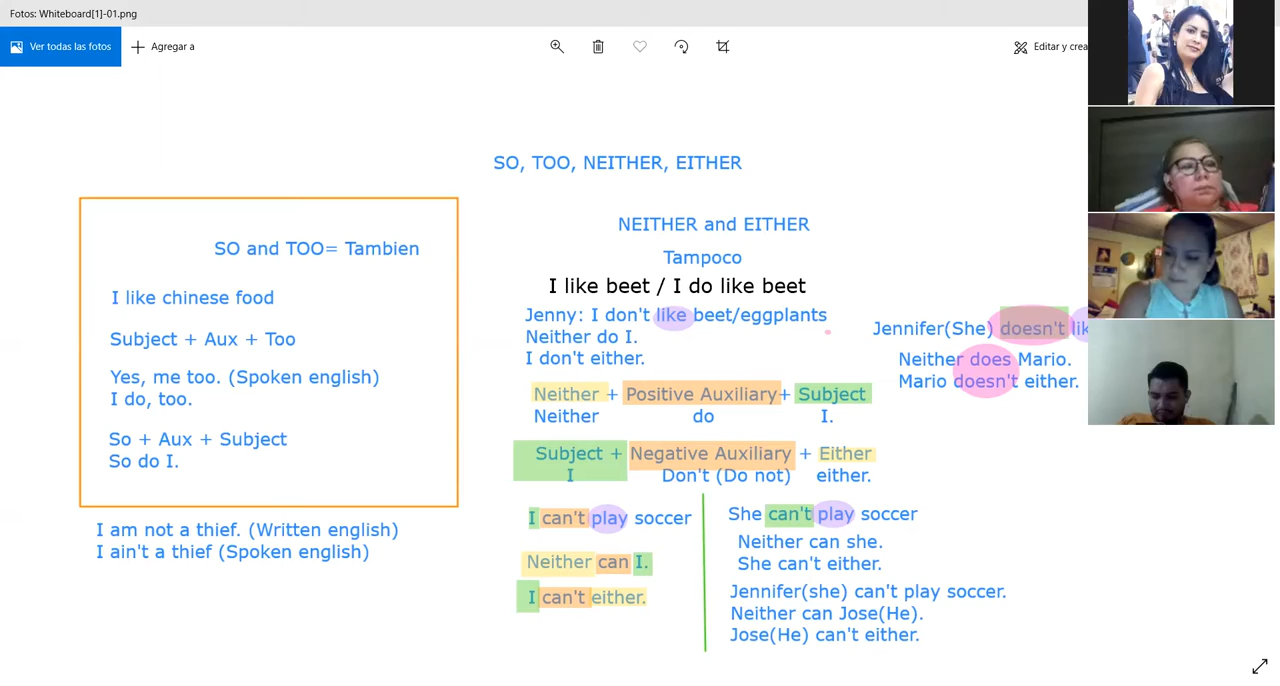 Fotos: Whiteboard[1]-01.png
Ver todas las fotos
Agregar a
Editar y crea
SO, TOO, NEITHER, EITHER
SO and TOO= Tambien
I like chinese food
Subject + Aux + Too
Yes, me too. (Spoken english)
I do, too.
So + Aux + Subject
So do I.
I am not a thief. (Written english)
I ain't a thief (Spoken english)
NEITHER and EITHER
Tampoco
I like beet / I do like beet
Jenny: I don't like beet/eggplants
Neither do I.
I don't either.
Neither + Positive Auxiliary+ Subject
Neither do I.
Subject + Negative Auxiliary + Either
I Don't (Do not) either.
I can't play soccer
Neither can I.
I can't either.
Jennifer(She) doesn't lik
Neither does Mario.
Mario doesn't either.
She can't play soccer
Neither can she.
She can't either.
Jennifer(she) can't play soccer.
Neither can Jose(He).
Jose(He) can't either.